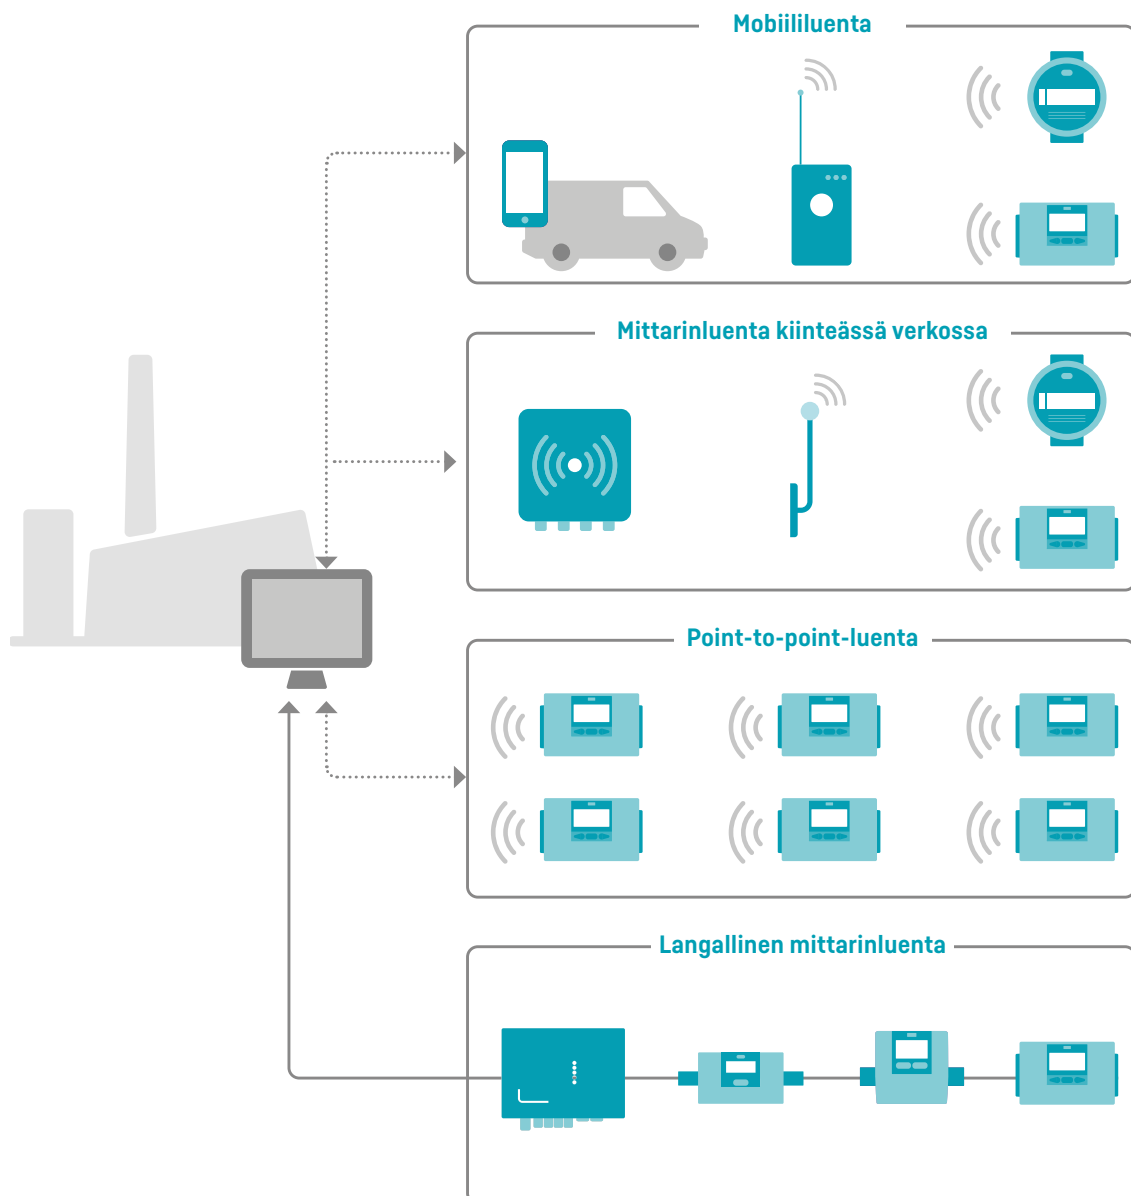 Mobiililuenta
Mittarinluenta kiinteässä verkossa
Point-to-point-luenta
Langallinen mittarinluenta